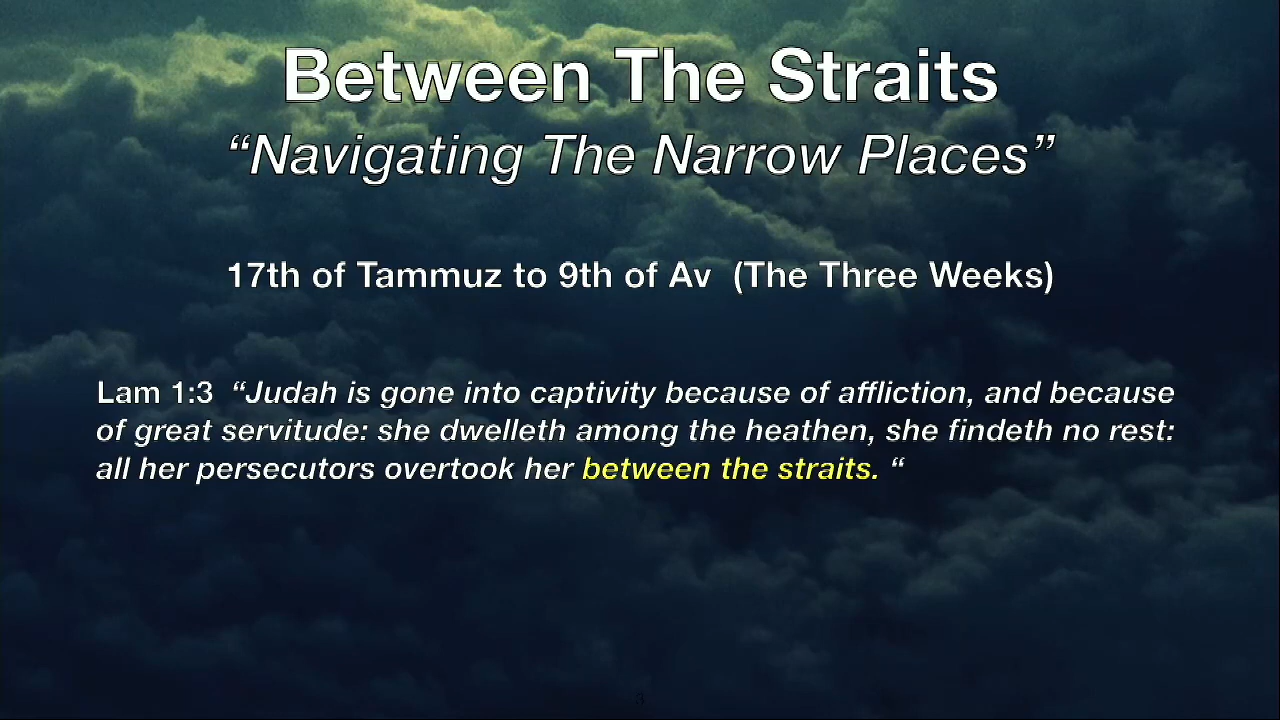 Between The Straits
“Navigating The Narrow Places”
17th of Tammuz to 9th of Av (The Three Weeks)
Lam 1:3 “Judah is gone into captivity because of affliction, and because
of great servitude: she dwelleth among the heathen, she findeth no rest:
all her persecutors overtook her between the straits. “